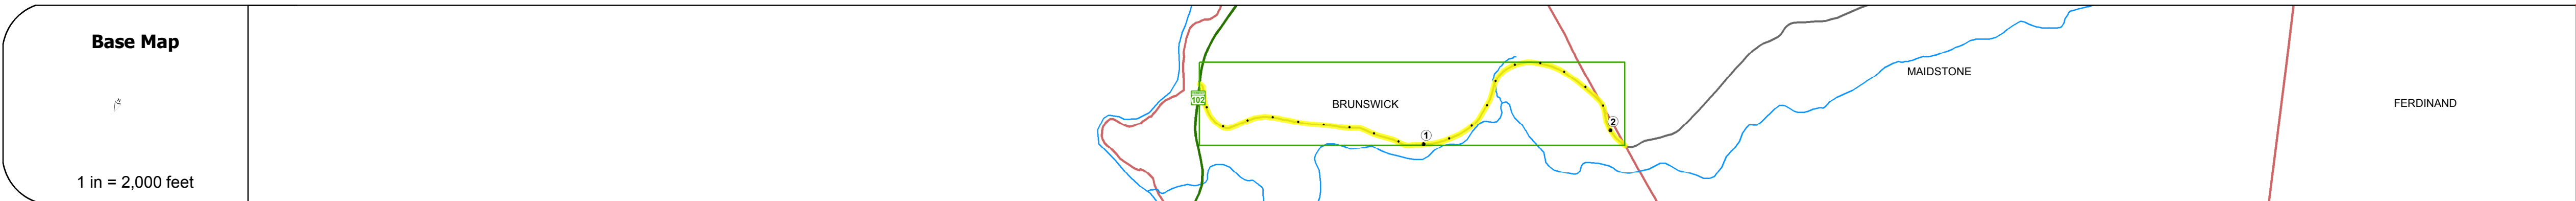 Base Map
1 in = 2,000 feet
102
BRUNSWICK
1
2
MAIDSTONE
FERDINAND